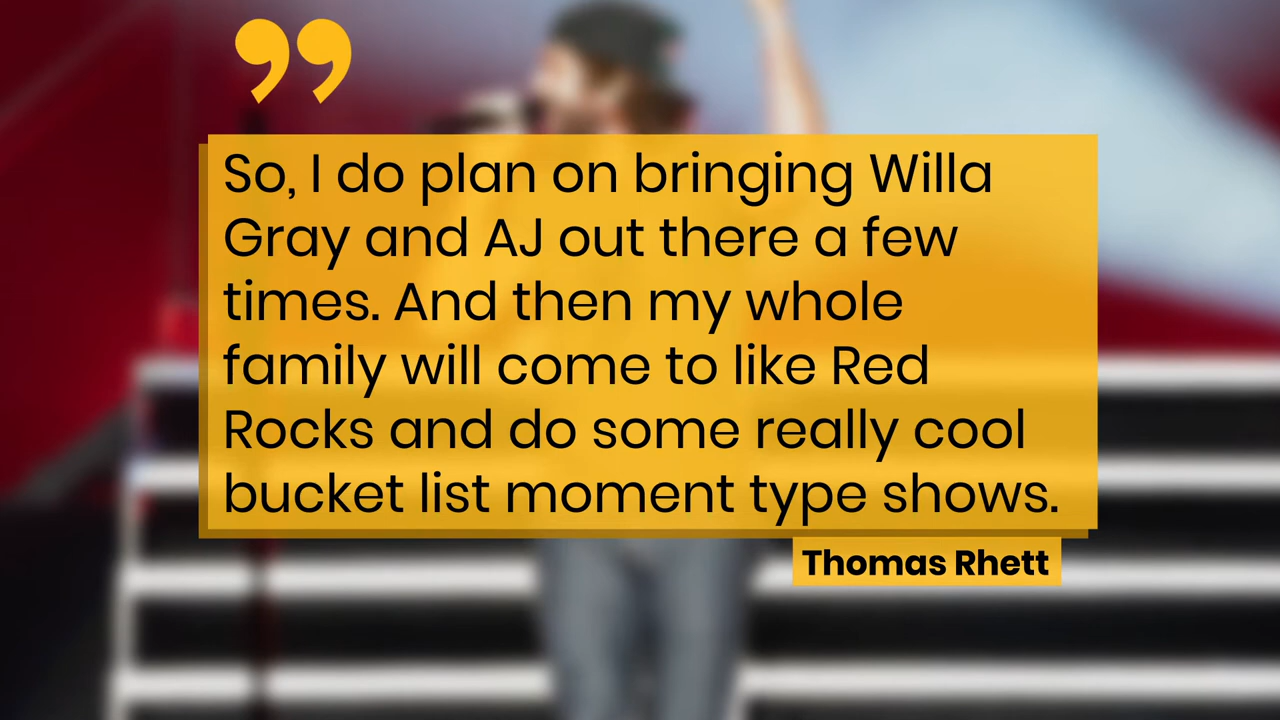 ”
So, I do plan on bringing Willa
Gray and AJ out there a few
times. And then my whole
family will come to like Red
Rocks and do some really cool
bucket list moment type shows.
Thomas Rhett